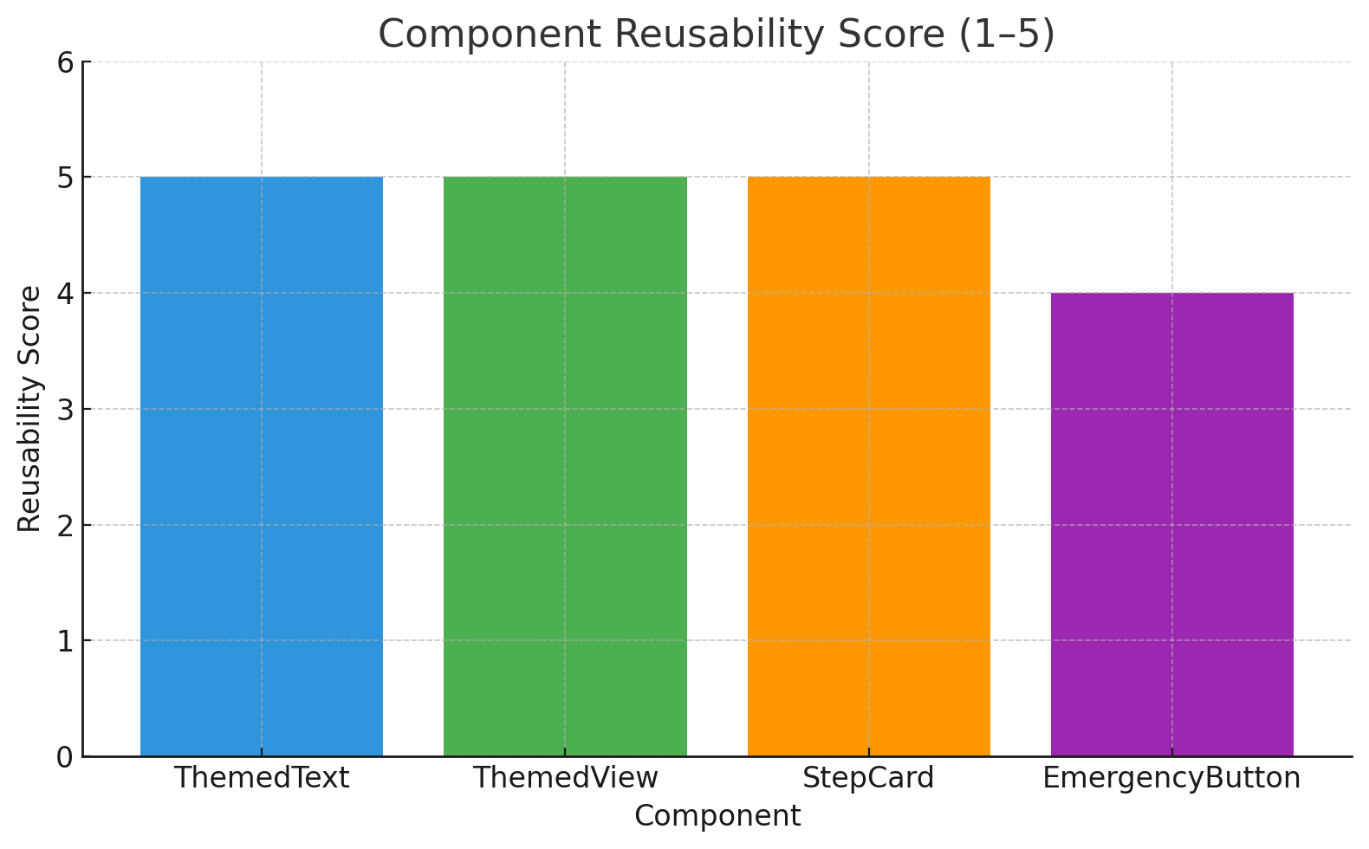 Component Reusability Score (1–5)
6
5
4
3
2
1
0
Reusability Score
ThemedText ThemedView StepCard EmergencyButton
Component